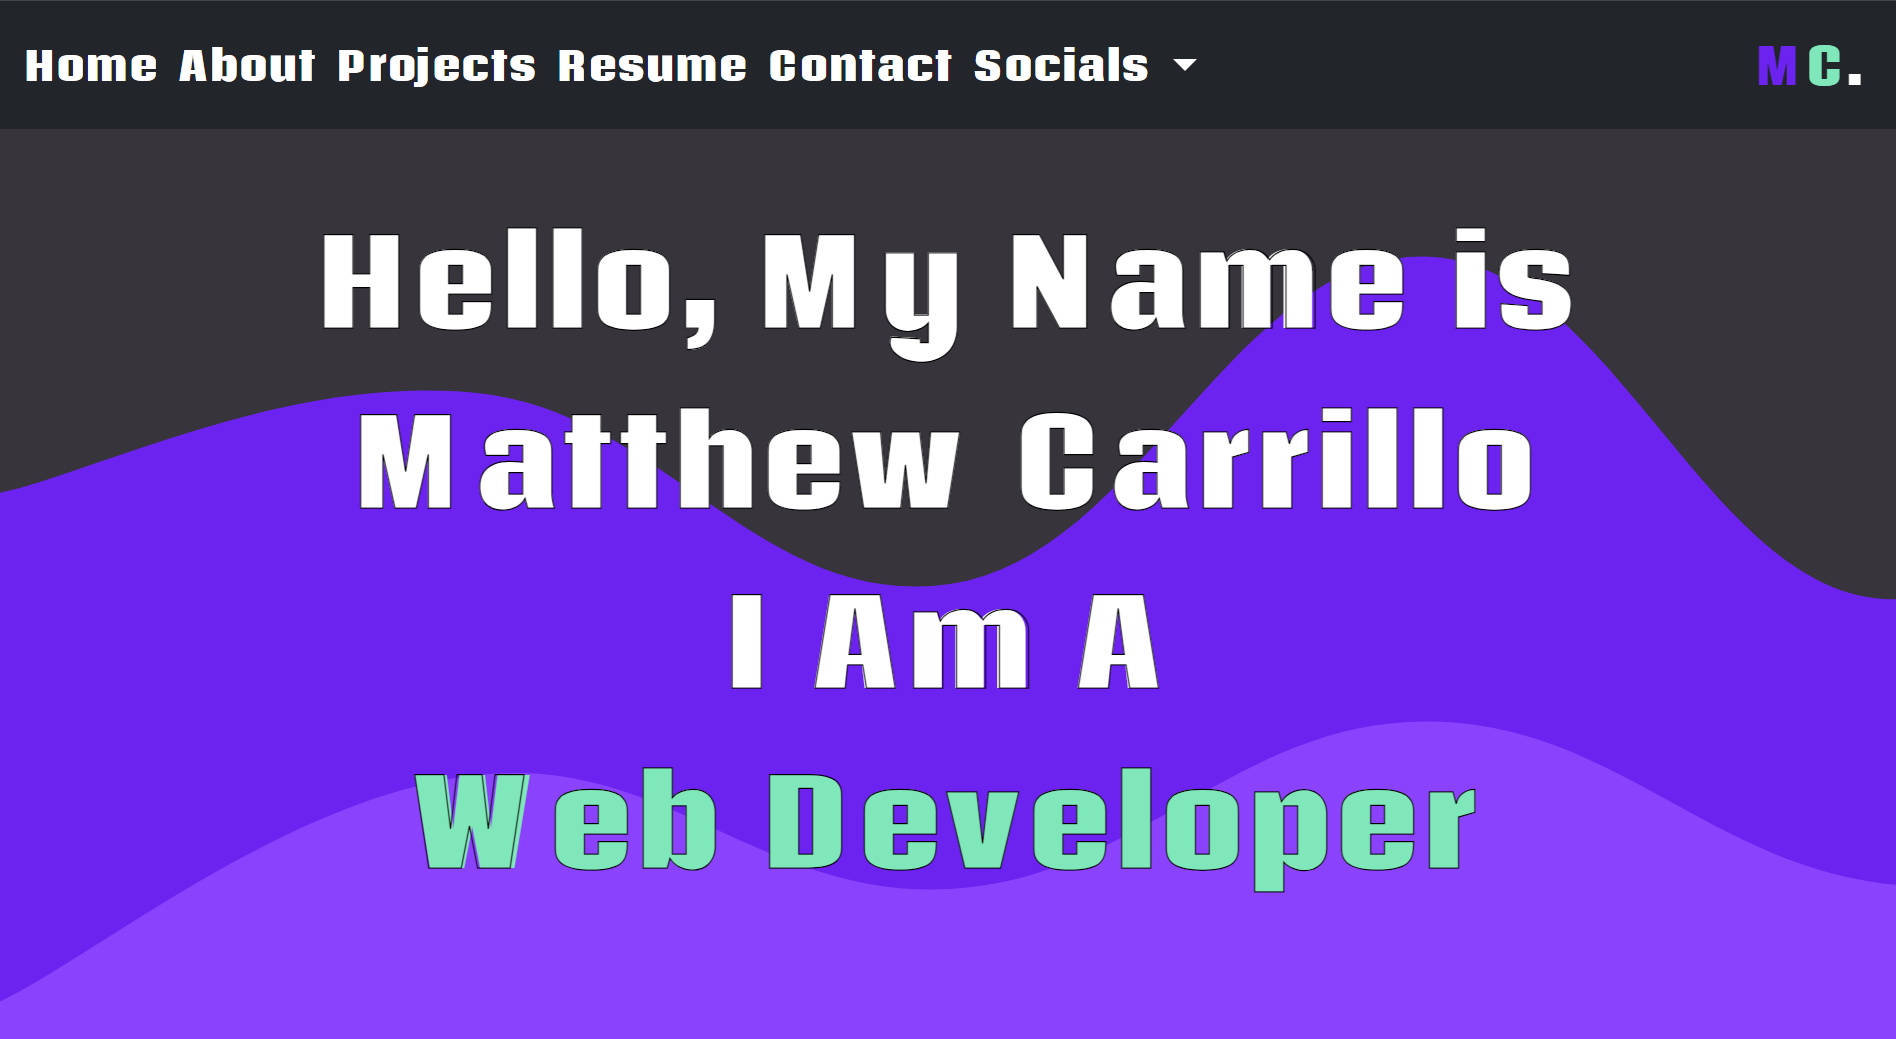 Home About Projects Resume Contact Socials MC.
Hello, My Name is
Matthew Carrillo
I Am A
Web Developer